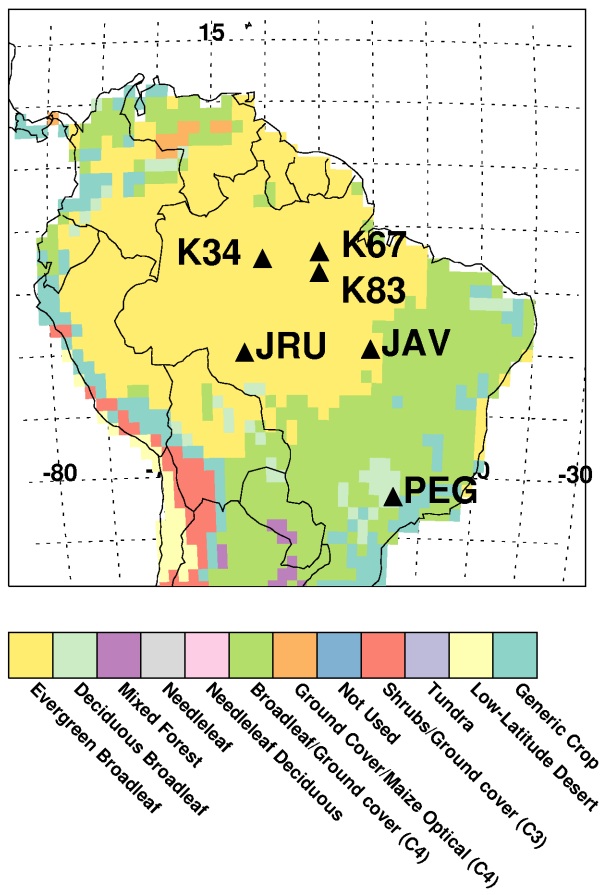 15
K34
K67
K83
JRU
JAV
-80
-30
PEG
Evergreen Broadleaf
Deciduous Broadleaf
Mixed Forest
Needleleaf
Needleleaf Deciduous
Broadleaf/Ground cover (C4)
Ground Cover/Maize Optical (C4)
Not Used
Shrubs/Ground cover (C3)
Tundra
Low-Latitude Desert
Generic Crop